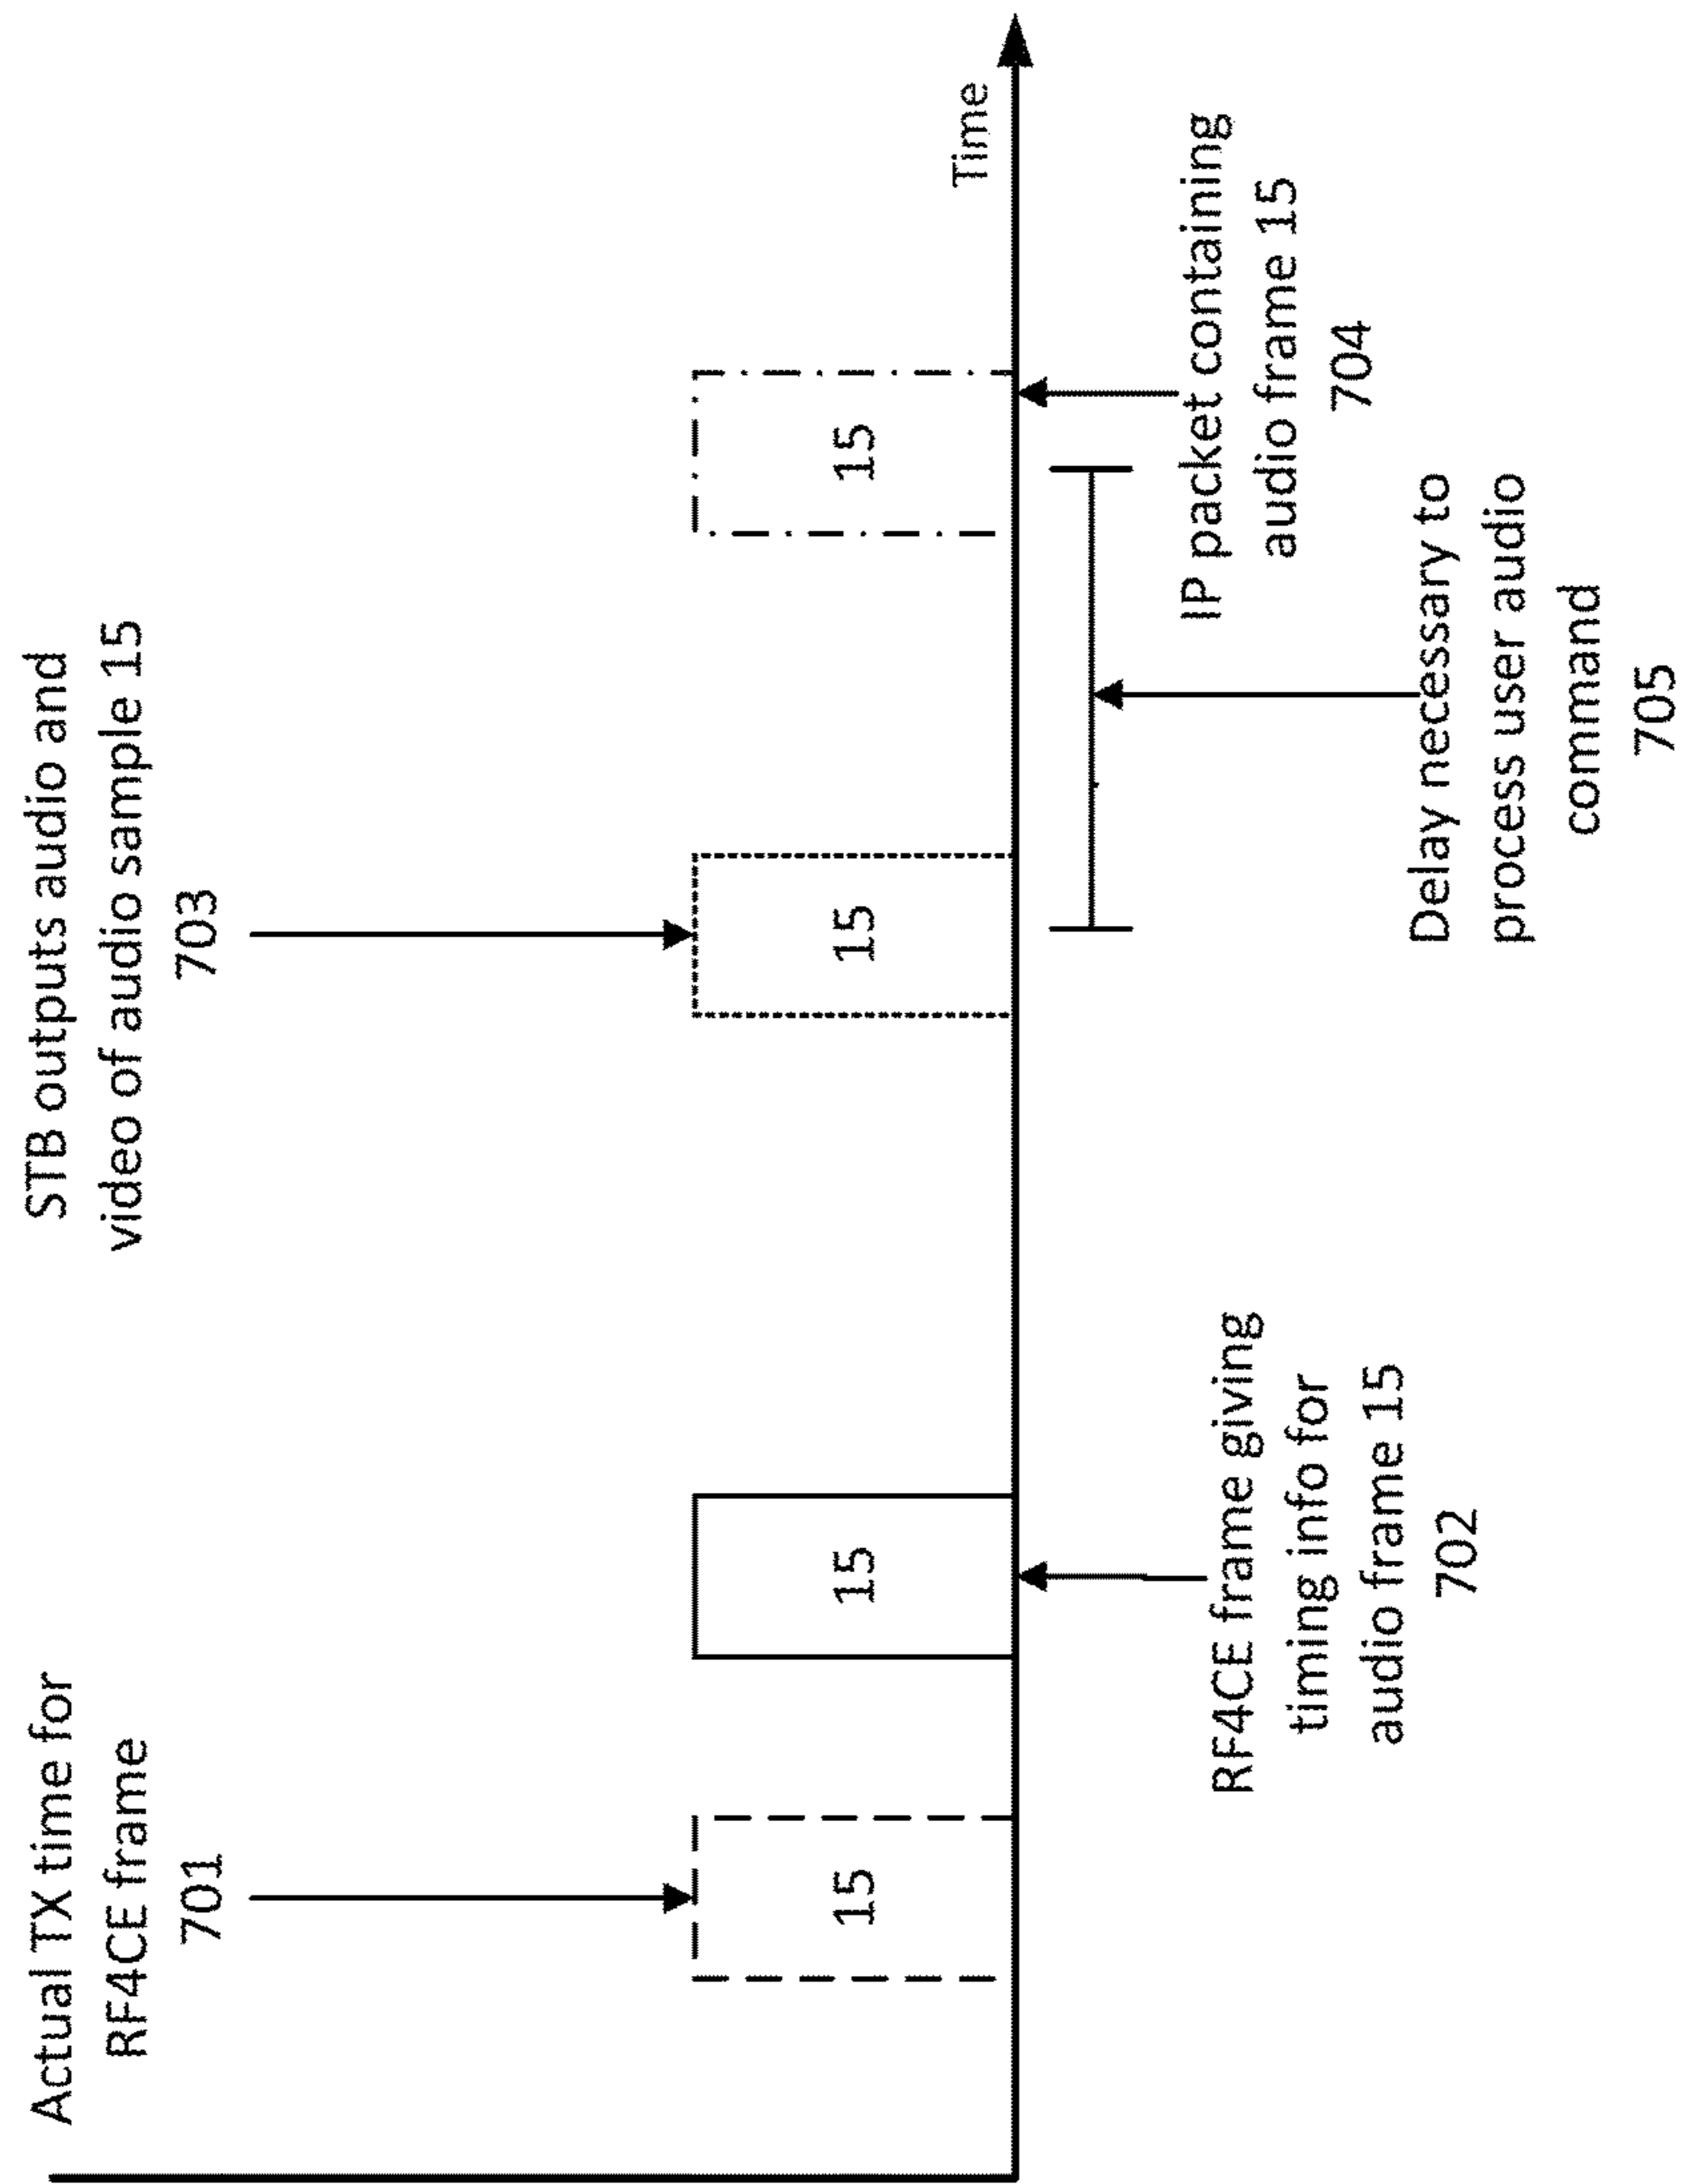 Actual TX time for
RF4CE frame
701
STB outputs audio and
video of audio sample 15
703
15
15
15
15
Time
RF4CE frame giving
timing info for
audio frame 15
702
IP packet containing
audio frame 15
704
Delay necessary to
process user audio
command
705